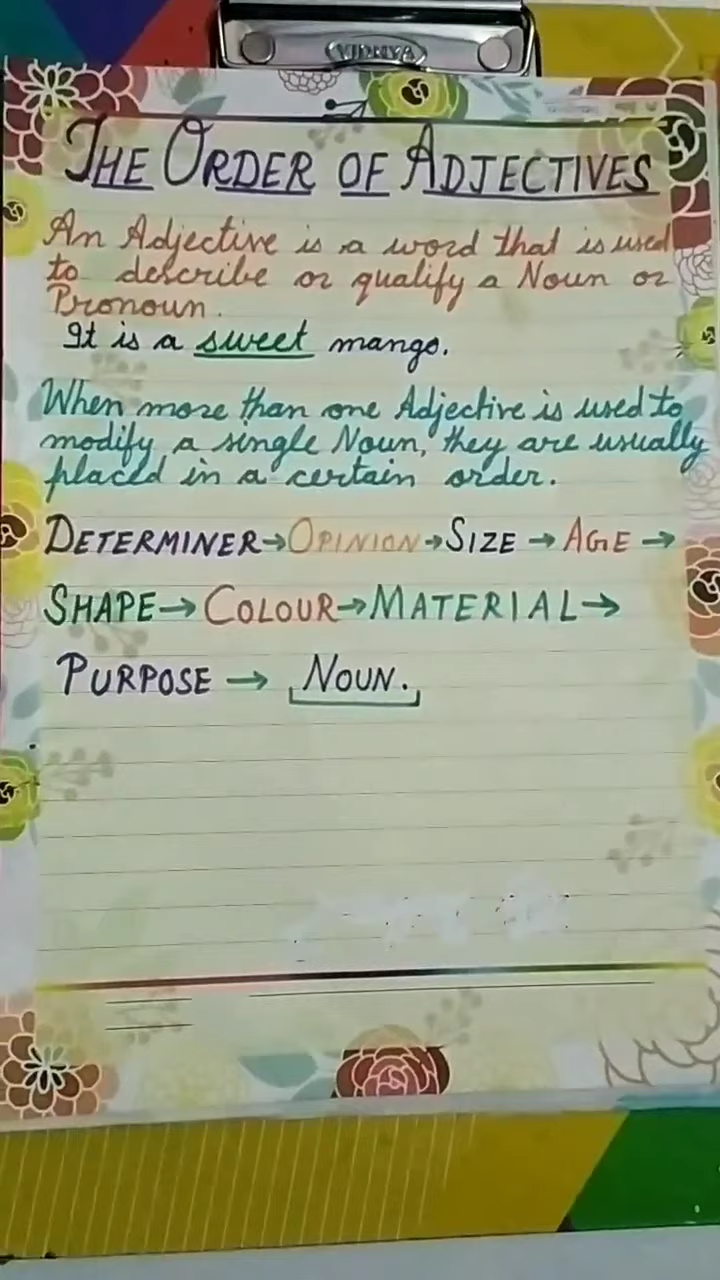 VIDHYA
THE ORDER OF ADJECTIVES
An Adjective is a word that is used
to describe or qualify a Noun or
Pronoun.
It is a sweet mango.
When more than one Adjective is used to
modify a single Noun, they are usually
placed in a certain order.
DETERMINER→OPINION→SIZE→AGE→
SHAPE→COLOUR→MATERIAL→
PURPOSE→ NOUN.